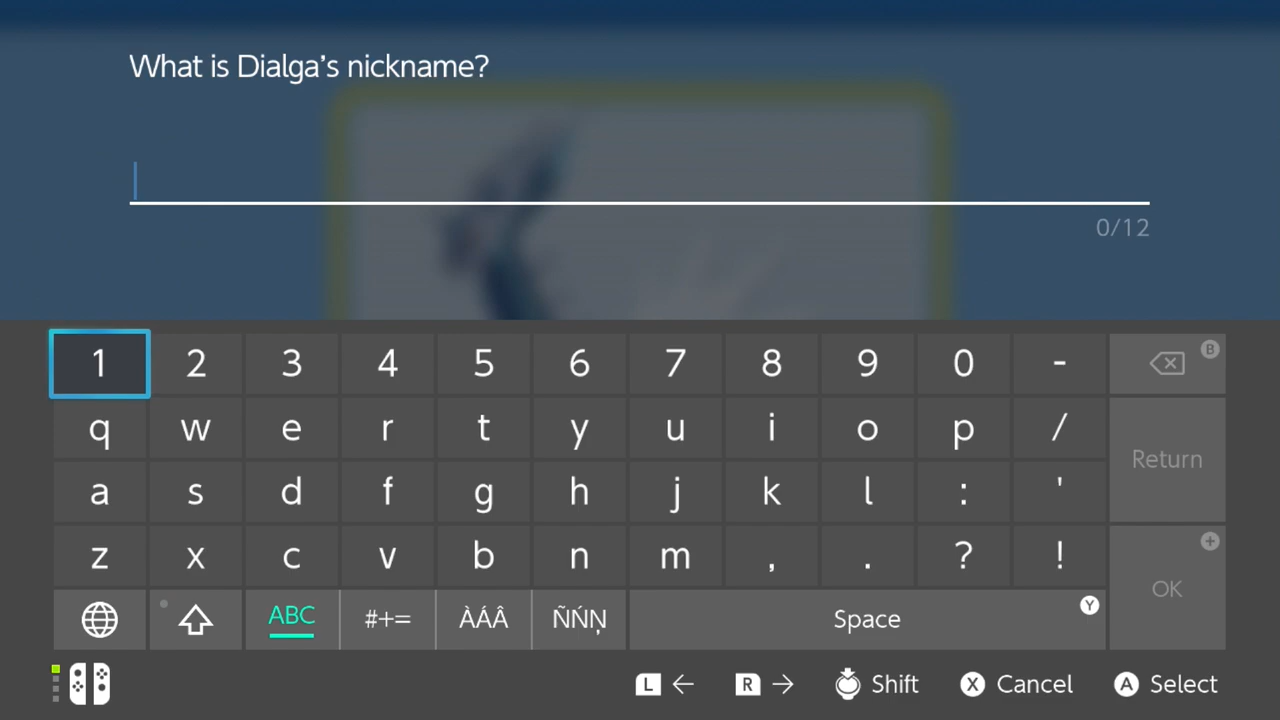 What is Dialga's nickname?
0/12
1 2 3 4 5 6 7 8 9 0 - B
q w e r t y u i o p /
Return
a s d f g h j k l : '
z x c v b n m , . ? ! +
OK
ABC #+= ÀÁÂ ÑŃŅ Space Y
L ← R → Shift X Cancel A Select